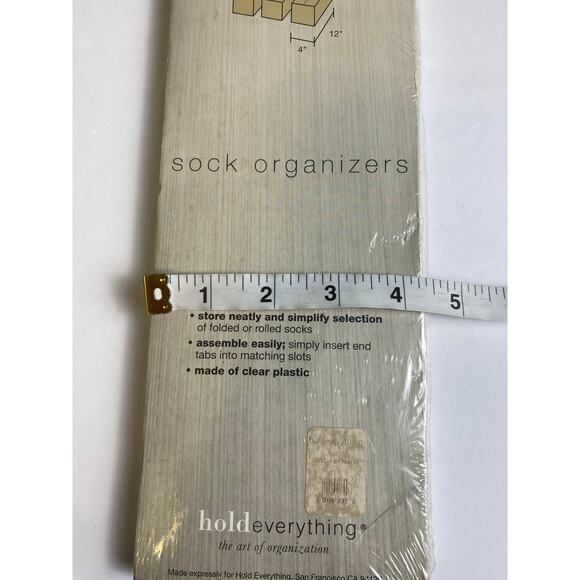 12"
4"
sock organizers
1 2 3 4 5
• store neatly and simplify selection
of folded or rolled socks
• assemble easily; simply insert end
tabs into matching slots
• made of clear plastic
holdeverything®
the art of organization
Made expressly for Hold Everything, San Francisco CA